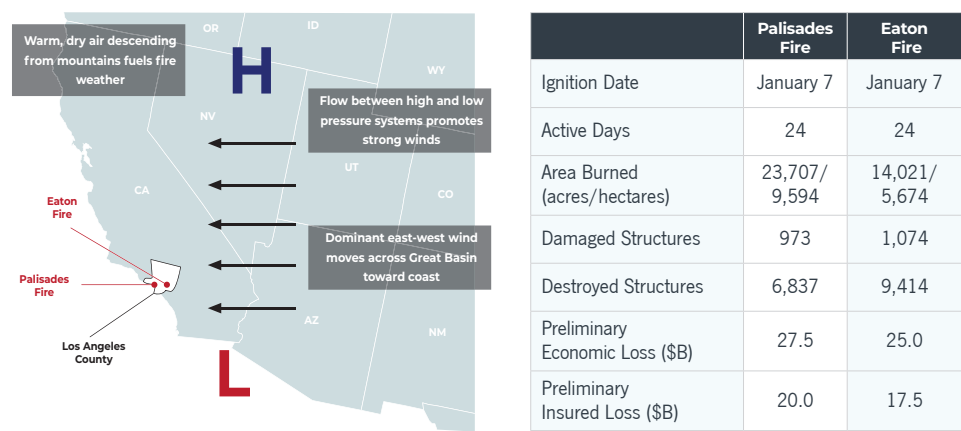 Warm, dry air descending
from mountains fuels fire
weather
OR
ID
H
WY
Flow between high and low
pressure systems promotes
strong winds
NV
UT
CA
CO
Eaton
Fire
Dominant east-west wind
moves across Great Basin
toward coast
Palisades
Fire
AZ
NM
Los Angeles
County
L
Palisades Fire Eaton Fire
Ignition Date January 7 January 7
Active Days 24 24
Area Burned 23,707/ 14,021/
(acres/hectares) 9,594 5,674
Damaged Structures 973 1,074
Destroyed Structures 6,837 9,414
Preliminary
Economic Loss ($B) 27.5 25.0
Preliminary
Insured Loss ($B) 20.0 17.5